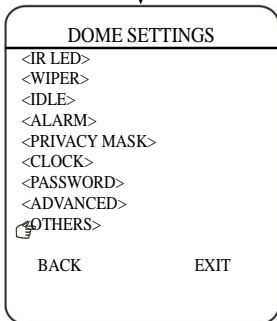 DOME SETTINGS
<IR LED>
<WIPER>
<IDLE>
<ALARM>
<PRIVACY MASK>
<CLOCK>
<PASSWORD>
<ADVANCED>
<OTHERS>
BACK EXIT